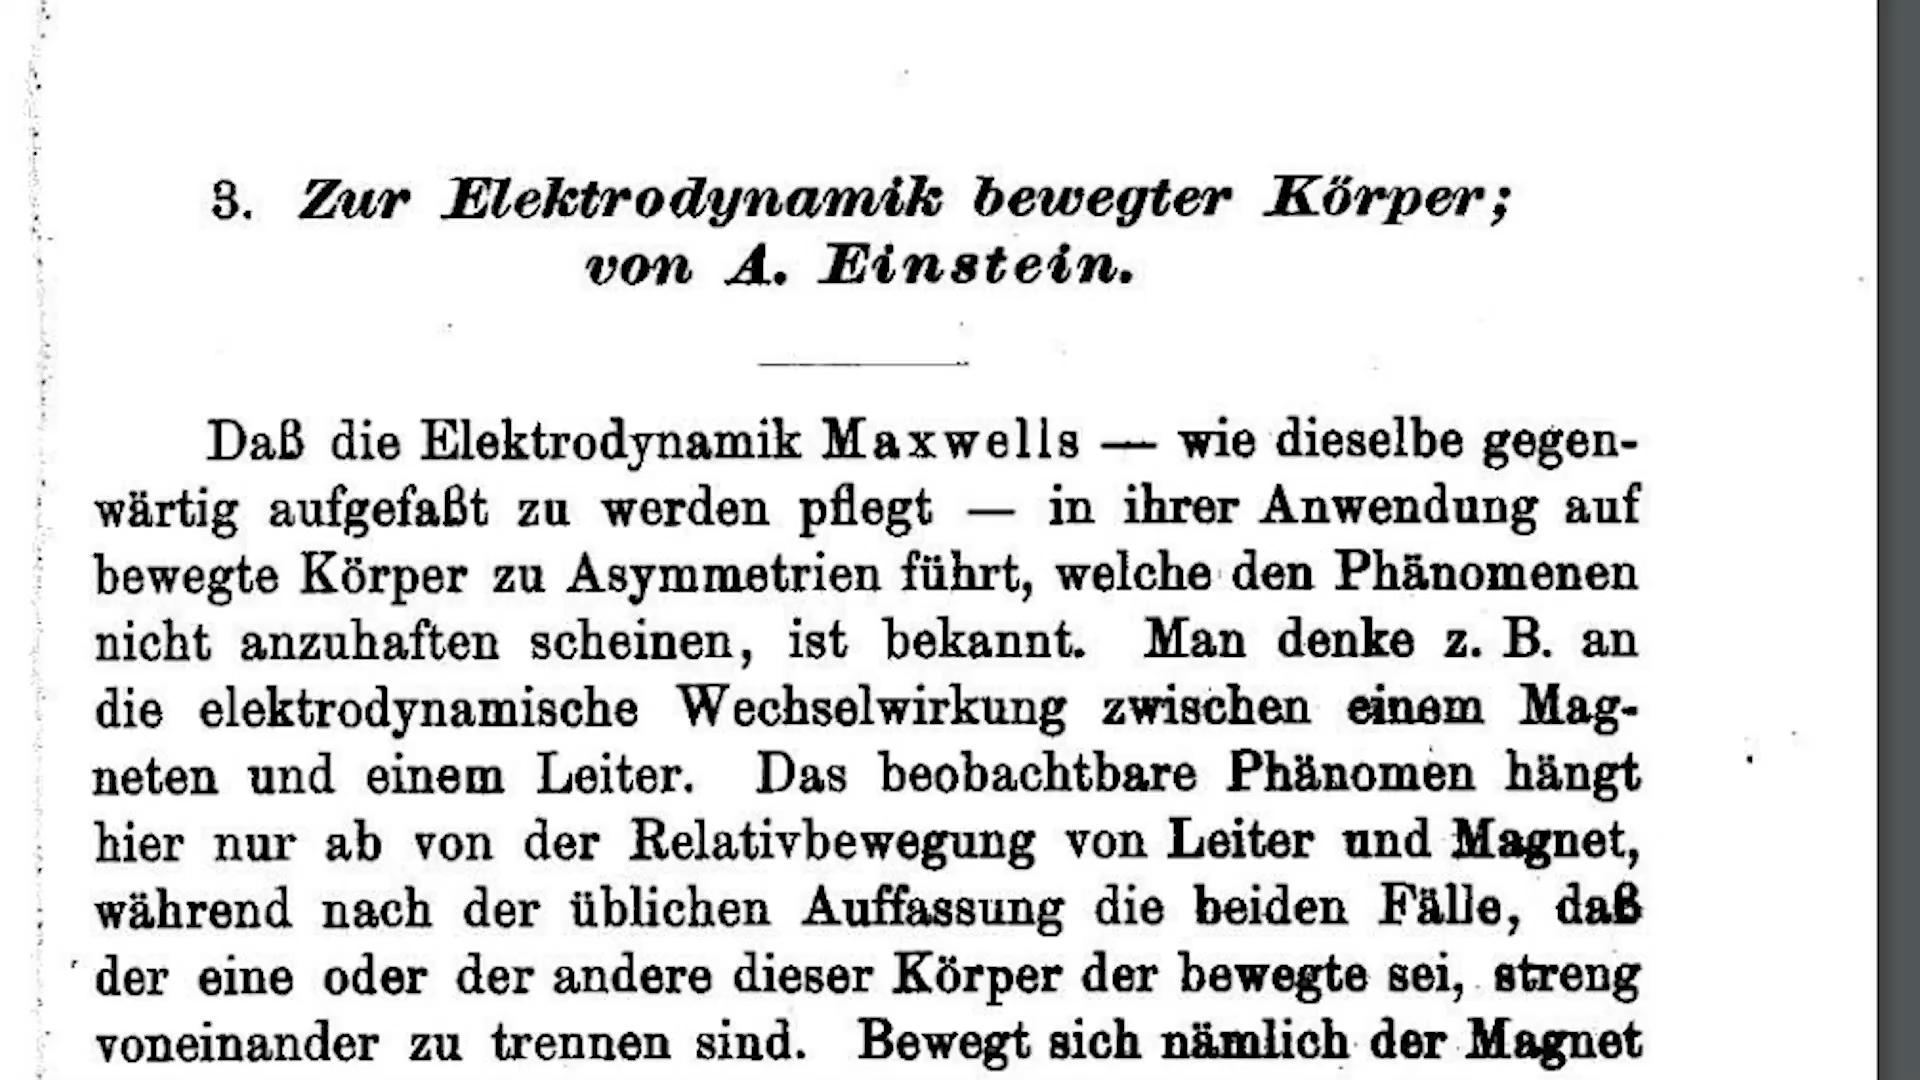 3. Zur Elektrodynamik bewegter Körper;
von A. Einstein.
Daß die Elektrodynamik Maxwells — wie dieselbe gegen-
wärtig aufgefaßt zu werden pflegt — in ihrer Anwendung auf
bewegte Körper zu Asymmetrien führt, welche den Phänomenen
nicht anzuhaften scheinen, ist bekannt. Man denke z. B. an
die elektrodynamische Wechselwirkung zwischen einem Mag-
neten und einem Leiter. Das beobachtbare Phänomen hängt
hier nur ab von der Relativbewegung von Leiter und Magnet,
während nach der üblichen Auffassung die beiden Fälle, daß
der eine oder der andere dieser Körper der bewegte sei, streng
voneinander zu trennen sind. Bewegt sich nämlich der Magnet